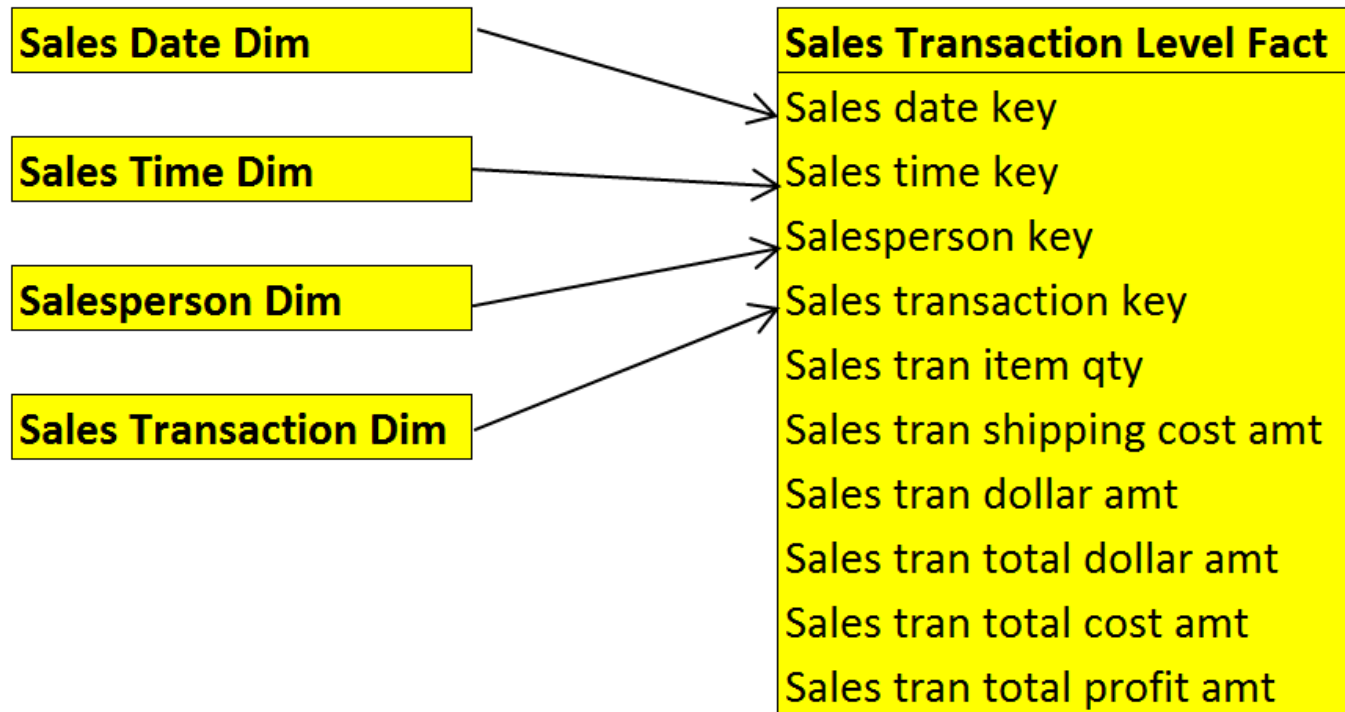 Sales Date Dim
Sales Time Dim
Salesperson Dim
Sales Transaction Dim
Sales Transaction Level Fact
Sales date key
Sales time key
Salesperson key
Sales transaction key
Sales tran item qty
Sales tran shipping cost amt
Sales tran dollar amt
Sales tran total dollar amt
Sales tran total cost amt
Sales tran total profit amt